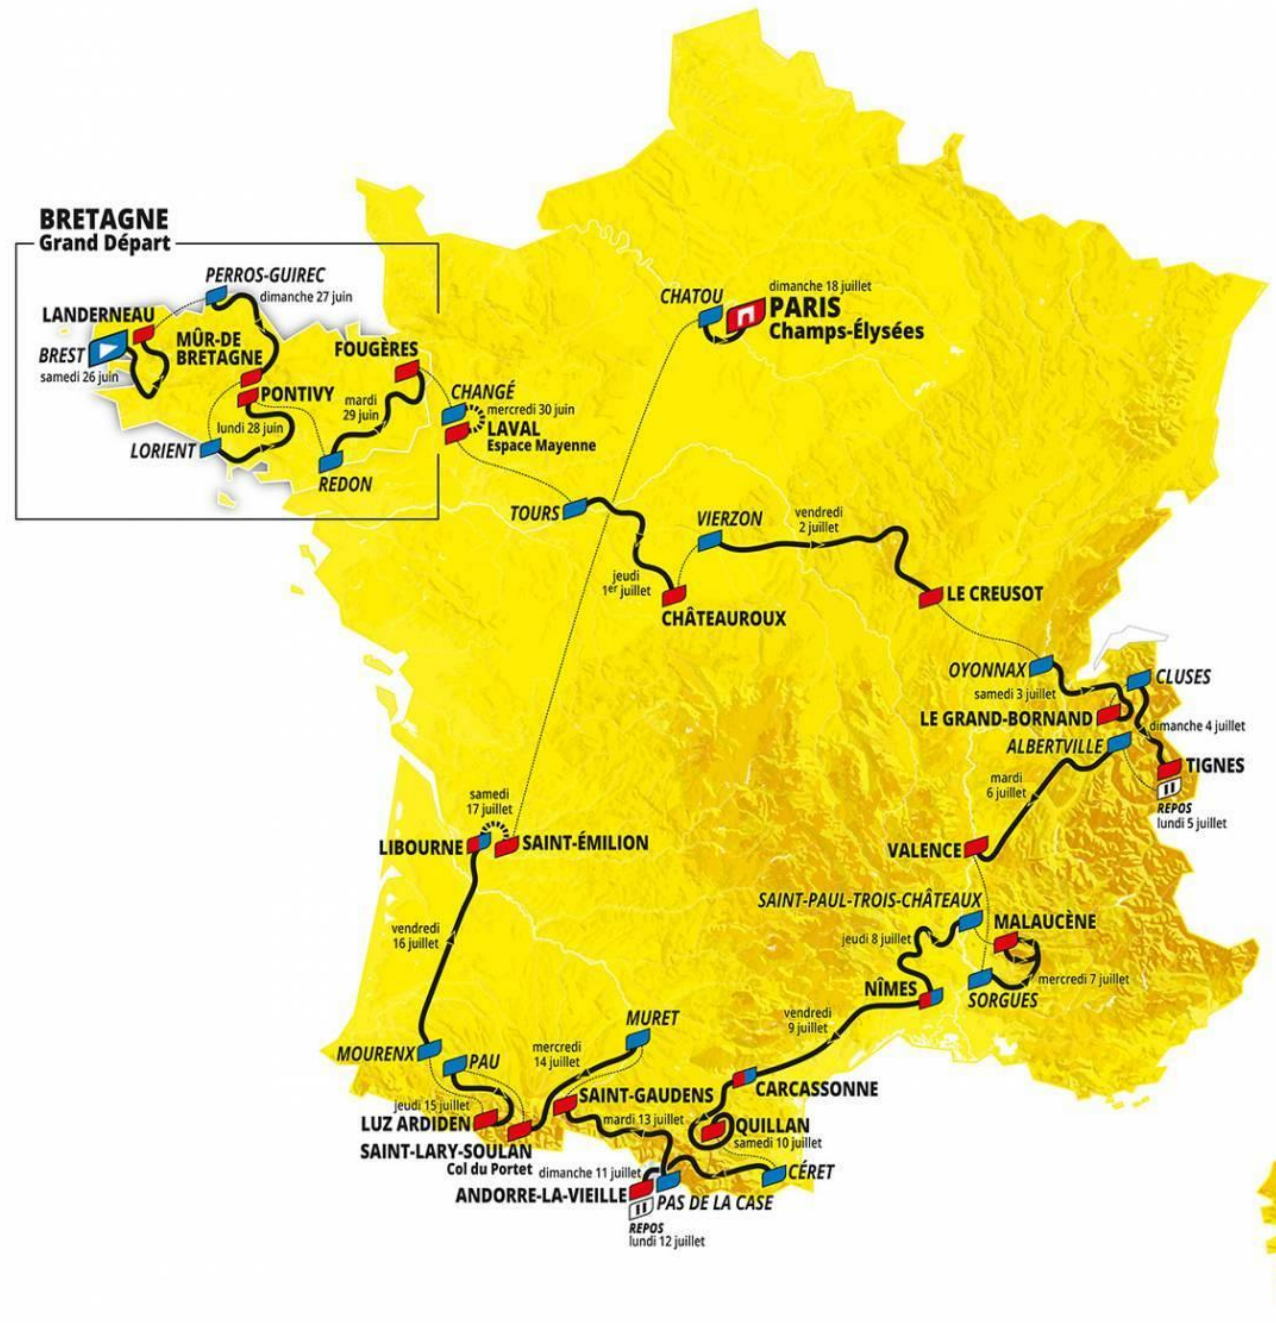 BRETAGNE
Grand Départ
PERROS-GUIREC
dimanche 27 juin
LANDERNEAU
BREST
samedi 26 juin
MÛR-DE
BRETAGNE
PONTIVY
lundi 28 juin
LORIENT
FOUGÈRES
mardi
29 juin
REDON
CHANGÉ
mercredi 30 juin
LAVAL
Espace Mayenne
CHATOU
dimanche 18 juillet
PARIS
Champs-Élysées
TOURS
jeudi
1er juillet
CHÂTEAUROUX
VIERZON
vendredi
2 juillet
LE CREUSOT
OYONNAX
samedi 3 juillet
LE GRAND-BORNAND
CLUSES
dimanche 4 juillet
ALBERTVILLE
TIGNES
REPOS
lundi 5 juillet
mardi
6 juillet
VALENCE
SAINT-PAUL-TROIS-CHÂTEAUX
jeudi 8 juillet
MALAUCÈNE
mercredi 7 juillet
SORGUES
NÎMES
vendredi
9 juillet
CARCASSONNE
QUILLAN
samedi 10 juillet
CÉRET
samedi
17 juillet
LIBOURNE
SAINT-ÉMILION
vendredi
16 juillet
MOURENX
PAU
jeudi 15 juillet
LUZ ARDIDEN
SAINT-LARY-SOULAN
Col du Portet
MURET
mercredi
14 juillet
SAINT-GAUDENS
mardi 13 juillet
dimanche 11 juillet
ANDORRE-LA-VIEILLE
PAS DE LA CASE
REPOS
lundi 12 juillet